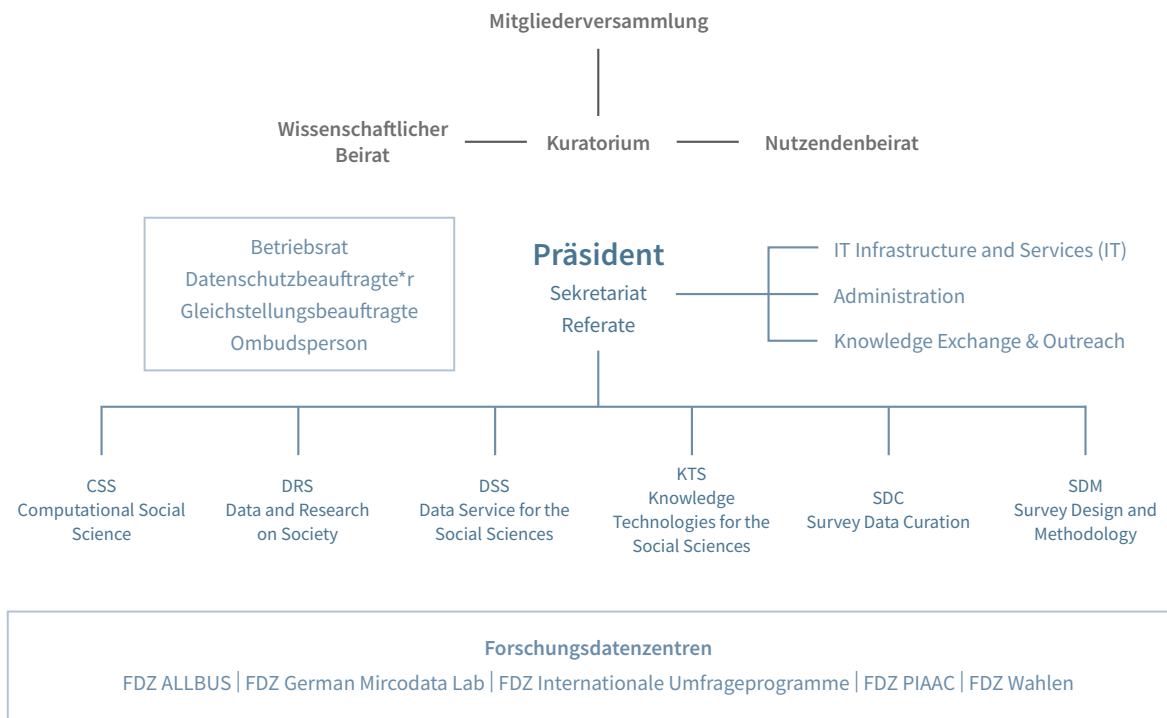 Mitgliederversammlung
Wissenschaftlicher
Beirat
Kuratorium
Nutzendenbeirat
Betriebsrat
Datenschutzbeauftragte*r
Gleichstellungsbeauftragte
Ombudsperson
Präsident
Sekretariat
Referate
IT Infrastructure and Services (IT)
Administration
Knowledge Exchange & Outreach
CSS
Computational Social
Science
DRS
Data and Research
on Society
DSS
Data Service for the
Social Sciences
KTS
Knowledge
Technologies for the
Social Sciences
SDC
Survey Data Curation
SDM
Survey Design and
Methodology
Forschungsdatenzentren
FDZ ALLBUS | FDZ German Mircodata Lab | FDZ Internationale Umfrageprogramme | FDZ PIAAC | FDZ Wahlen